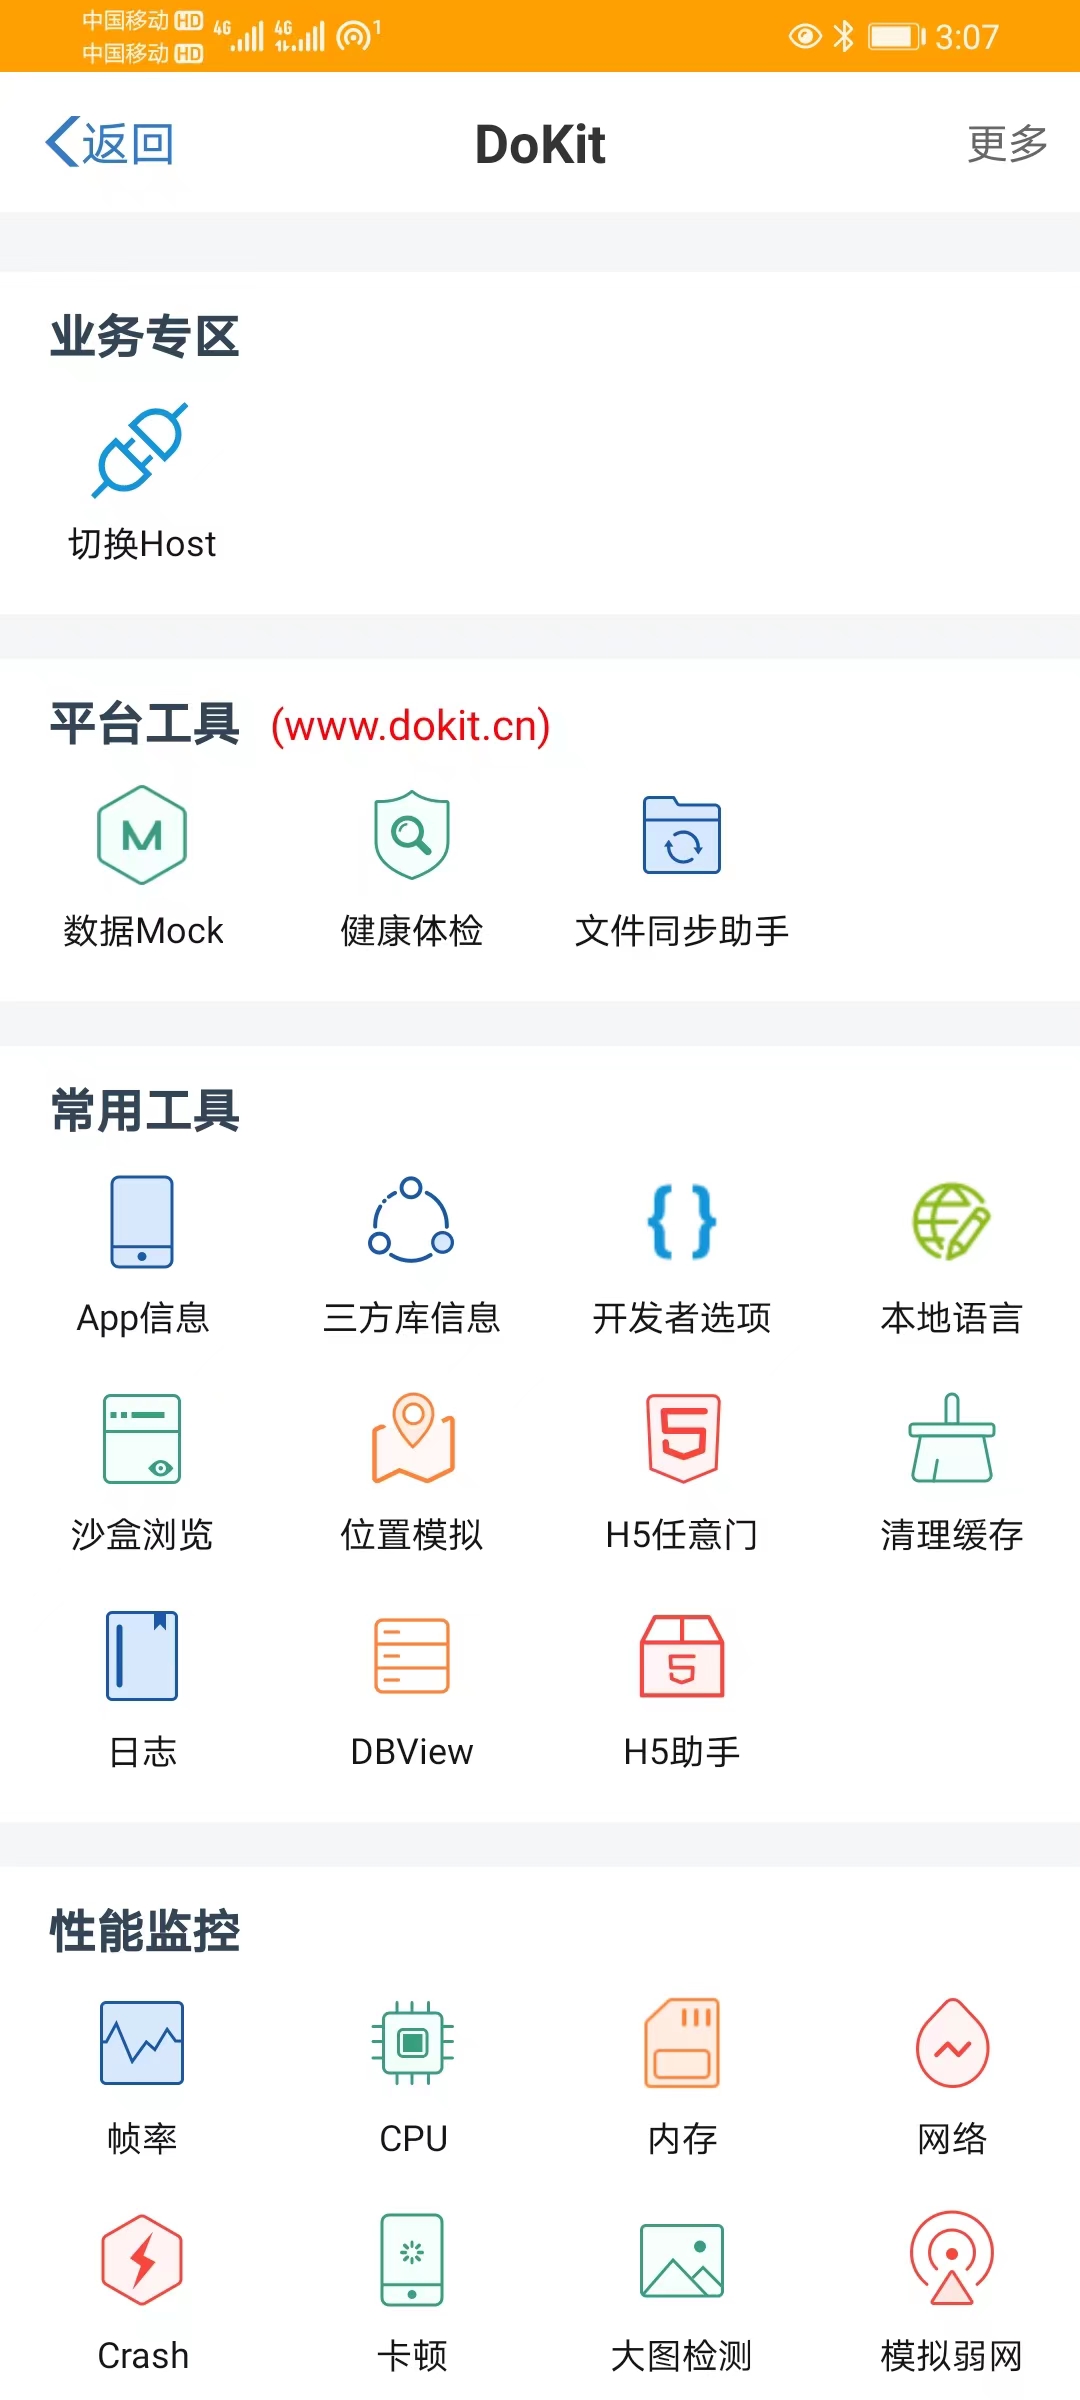 中国移动 HD 4G 4G 1 3:07
中国移动 HD
返回 DoKit 更多
业务专区
切换Host
平台工具 (www.dokit.cn)
M
数据Mock 健康体检 文件同步助手
常用工具
App信息 三方库信息 开发者选项 本地语言
5
沙盒浏览 位置模拟 H5任意门 清理缓存
5
日志 DBView H5助手
性能监控
帧率 CPU 内存 网络
Crash 卡顿 大图检测 模拟弱网